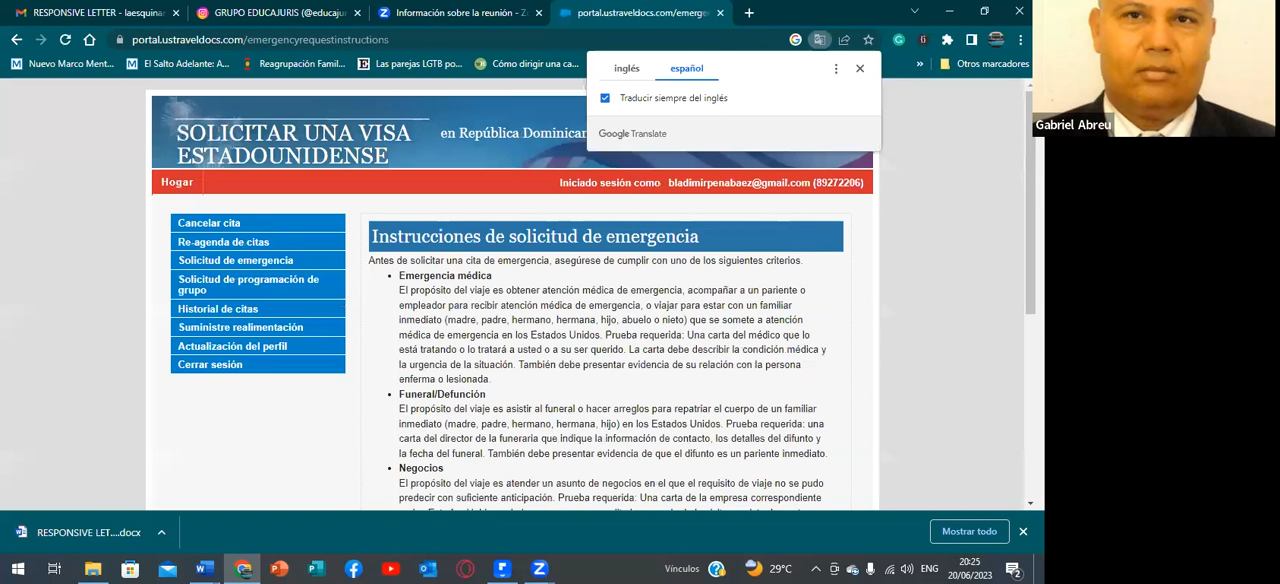 RESPONSIVE LETTER - laesquina
GRUPO EDUCAJURIS (@educaju
Información sobre la reunión - Z
portal.ustraveldocs.com/emerge
portal.ustraveldocs.com/emergencyrequestinstructions
Nuevo Marco Ment...
El Salto Adelante: A...
Reagrupación Famil...
Las parejas LGTB po...
Cómo dirigir una ca...
Otros marcadores
inglés
español
Traducir siempre del inglés
Google Translate
Gabriel Abreu
SOLICITAR UNA VISA
ESTADOUNIDENSE
en República Dominican
Hogar
Iniciado sesión como bladimirpenabaez@gmail.com (89272206)
Cancelar cita
Re-agenda de citas
Solicitud de emergencia
Solicitud de programación de
grupo
Historial de citas
Suministre realimentación
Actualización del perfil
Cerrar sesión
Instrucciones de solicitud de emergencia
Antes de solicitar una cita de emergencia, asegúrese de cumplir con uno de los siguientes criterios.
Emergencia médica
El propósito del viaje es obtener atención médica de emergencia, acompañar a un pariente o
empleador para recibir atención médica de emergencia, o viajar para estar con un familiar
inmediato (madre, padre, hermano, hermana, hijo, abuelo o nieto) que se somete a atención
médica de emergencia en los Estados Unidos. Prueba requerida: Una carta del médico que lo
está tratando o lo tratará a usted o a su ser querido. La carta debe describir la condición médica y
la urgencia de la situación. También debe presentar evidencia de su relación con la persona
enferma o lesionada.
Funeral/Defunción
El propósito del viaje es asistir al funeral o hacer arreglos para repatriar el cuerpo de un familiar
inmediato (madre, padre, hermano, hermana, hijo) en los Estados Unidos. Prueba requerida: una
carta del director de la funeraria que indique la información de contacto, los detalles del difunto y
la fecha del funeral. También debe presentar evidencia de que el difunto es un pariente inmediato.
Negocios
El propósito del viaje es atender un asunto de negocios en el que el requisito de viaje no se pudo
predecir con suficiente anticipación. Prueba requerida: Una carta de la empresa correspondiente
RESPONSIVE LET....docx
Mostrar todo
Vínculos
29°C
ENG
20:25
20/06/2023
2